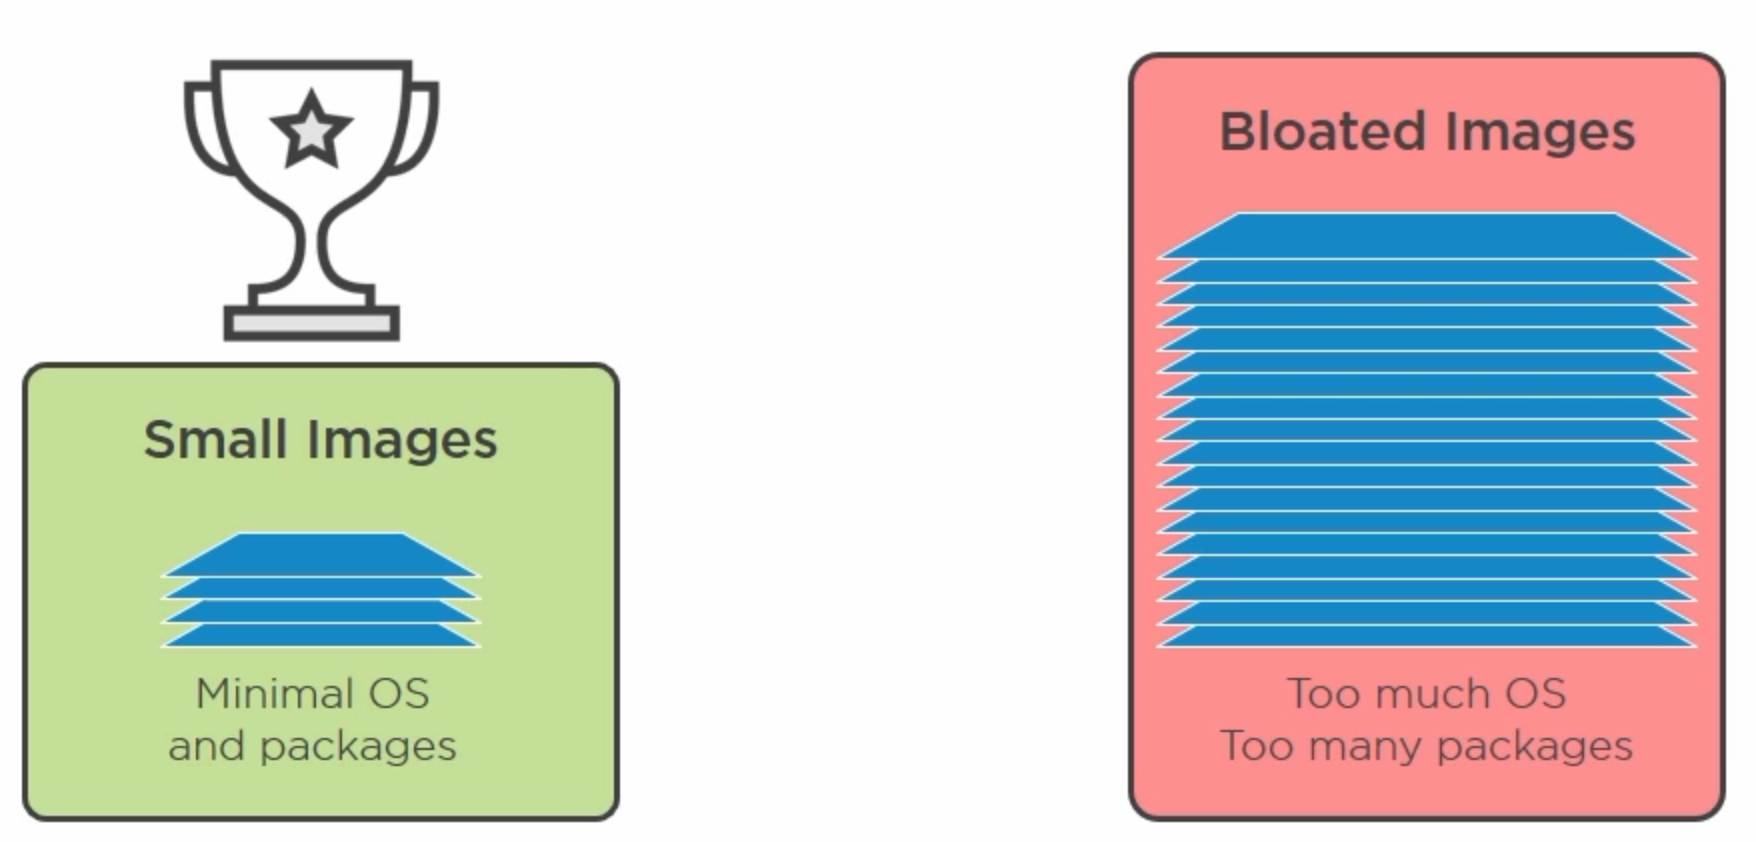 Small Images
Minimal OS
and packages
Bloated Images
Too much OS
Too many packages